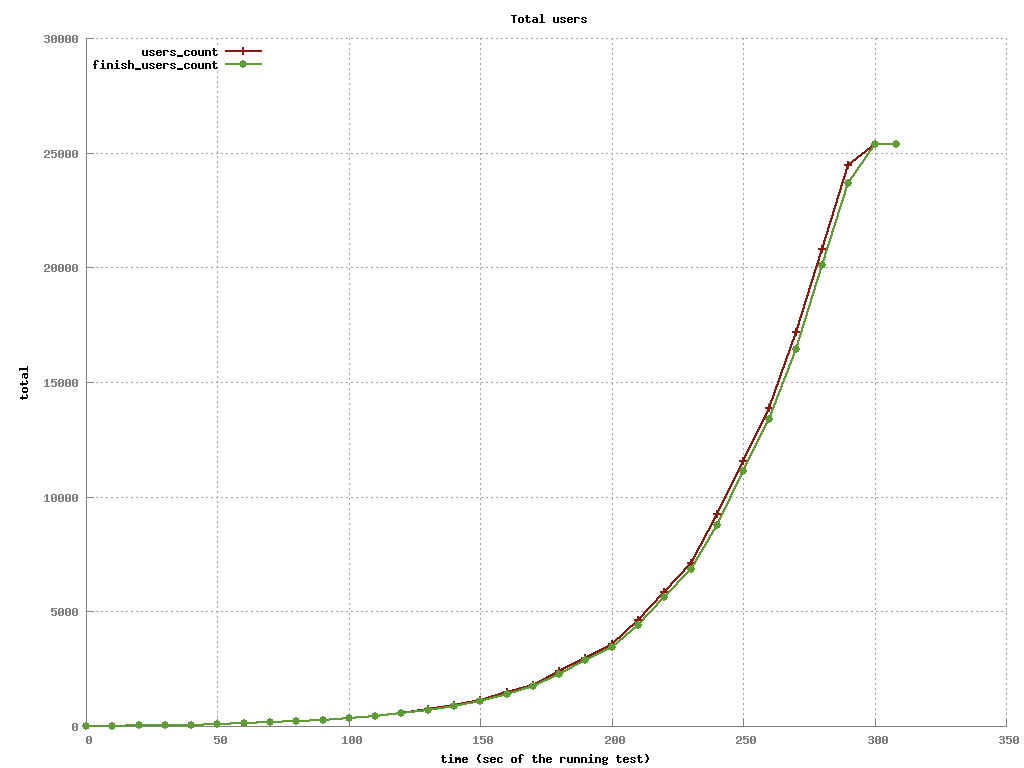 Total users
users_count
finish_users_count
30000
25000
20000
15000
10000
5000
0
total
0 50 100 150 200 250 300 350
time (sec of the running test)